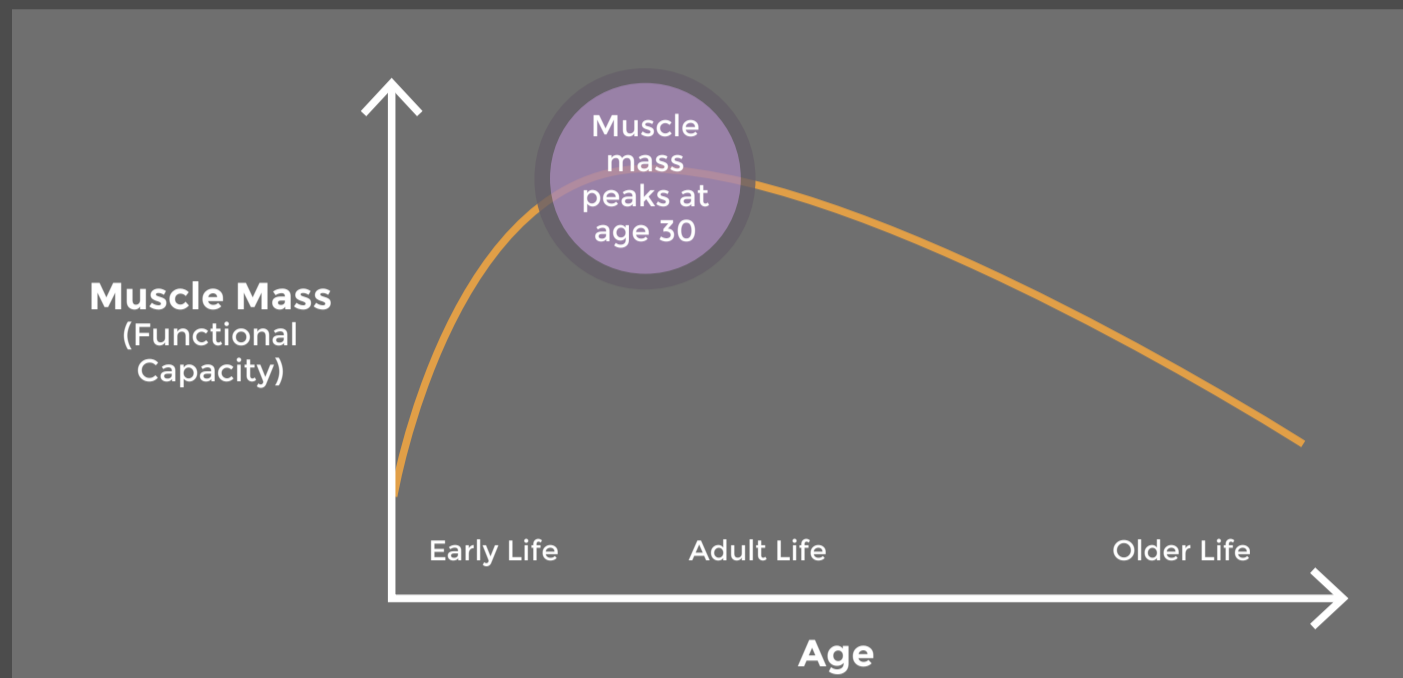 Muscle
mass
peaks at
age 30
Muscle Mass
(Functional
Capacity)
Early Life
Adult Life
Older Life
Age